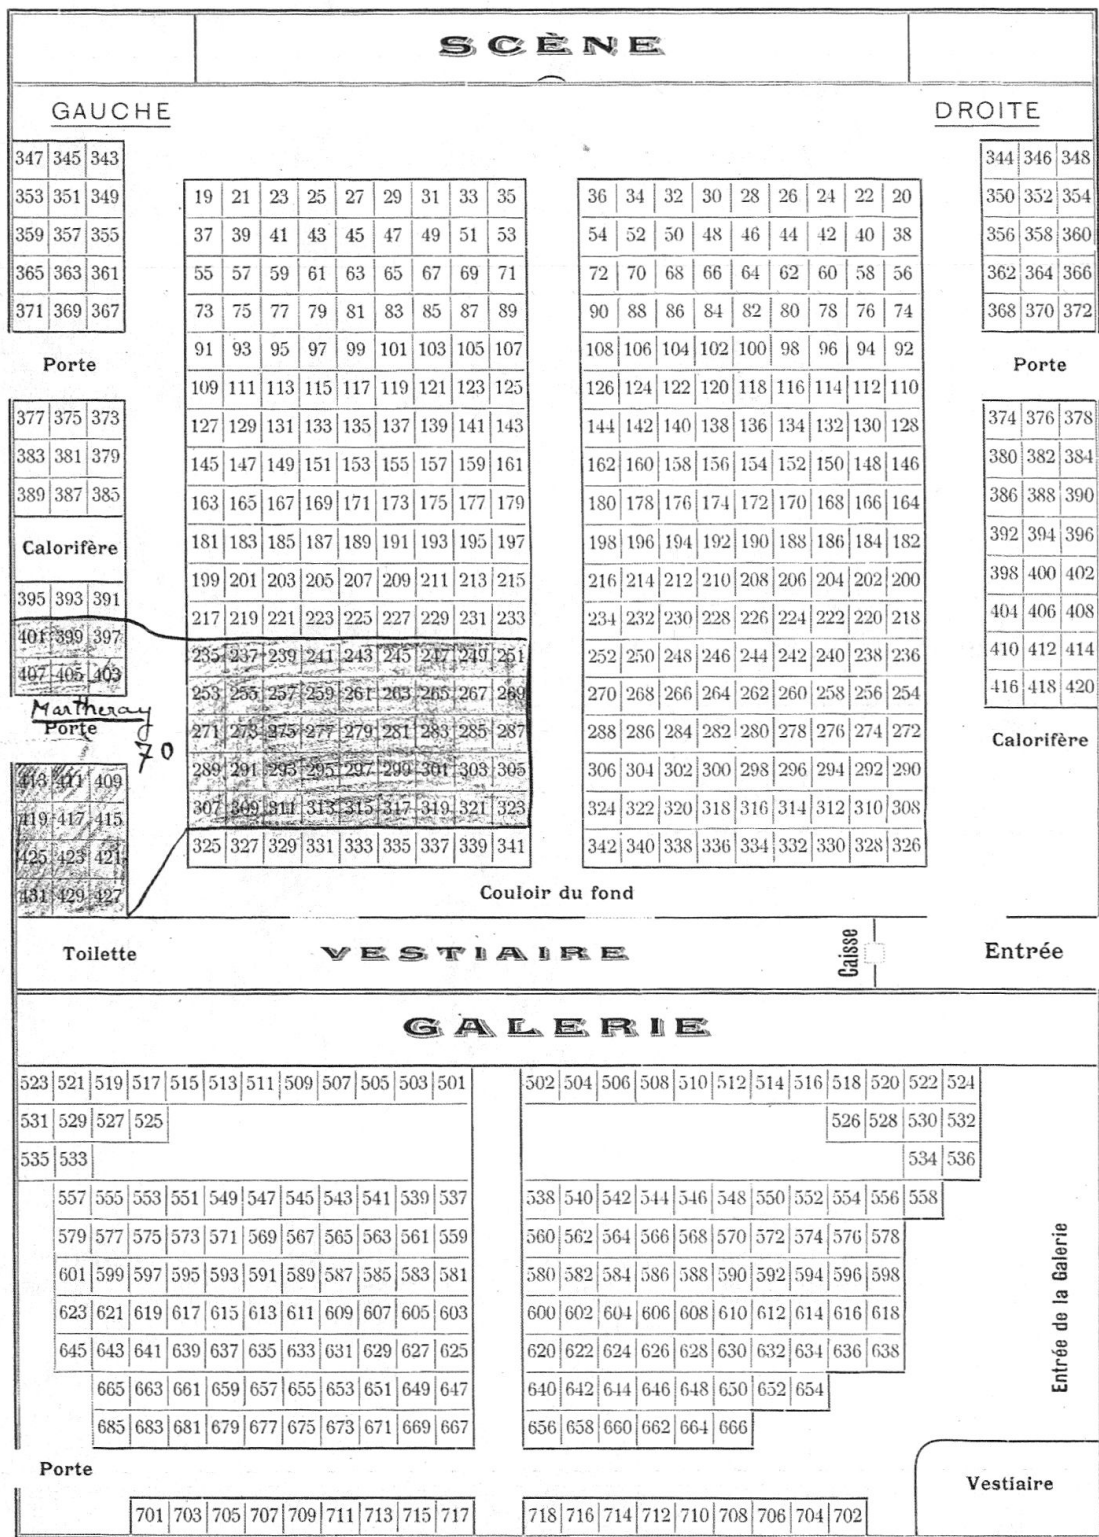 SCÈNE
GAUCHE
DROITE
347 345 343
353 351 349
359 357 355
365 363 361
371 369 367
Porte
377 375 373
383 381 379
389 387 385
Calorifère
395 393 391
401 399 397
407 405 403
Martheray
Porte
70
413 411 409
419 417 415
425 423 421
431 429 427
19 21 23 25 27 29 31 33 35
37 39 41 43 45 47 49 51 53
55 57 59 61 63 65 67 69 71
73 75 77 79 81 83 85 87 89
91 93 95 97 99 101 103 105 107
109 111 113 115 117 119 121 123 125
127 129 131 133 135 137 139 141 143
145 147 149 151 153 155 157 159 161
163 165 167 169 171 173 175 177 179
181 183 185 187 189 191 193 195 197
199 201 203 205 207 209 211 213 215
217 219 221 223 225 227 229 231 233
235 237 239 241 243 245 247 249 251
253 255 257 259 261 263 265 267 269
271 273 275 277 279 281 283 285 287
289 291 293 295 297 299 301 303 305
307 309 311 313 315 317 319 321 323
325 327 329 331 333 335 337 339 341
36 34 32 30 28 26 24 22 20
54 52 50 48 46 44 42 40 38
72 70 68 66 64 62 60 58 56
90 88 86 84 82 80 78 76 74
108 106 104 102 100 98 96 94 92
126 124 122 120 118 116 114 112 110
144 142 140 138 136 134 132 130 128
162 160 158 156 154 152 150 148 146
180 178 176 174 172 170 168 166 164
198 196 194 192 190 188 186 184 182
216 214 212 210 208 206 204 202 200
234 232 230 228 226 224 222 220 218
252 250 248 246 244 242 240 238 236
270 268 266 264 262 260 258 256 254
288 286 284 282 280 278 276 274 272
306 304 302 300 298 296 294 292 290
324 322 320 318 316 314 312 310 308
342 340 338 336 334 332 330 328 326
344 346 348
350 352 354
356 358 360
362 364 366
368 370 372
Porte
374 376 378
380 382 384
386 388 390
392 394 396
398 400 402
404 406 408
410 412 414
416 418 420
Calorifère
Couloir du fond
Toilette
VESTIAIRE
Caisse
Entrée
GALERIE
523 521 519 517 515 513 511 509 507 505 503 501
531 529 527 525
535 533
557 555 553 551 549 547 545 543 541 539 537
579 577 575 573 571 569 567 565 563 561 559
601 599 597 595 593 591 589 587 585 583 581
623 621 619 617 615 613 611 609 607 605 603
645 643 641 639 637 635 633 631 629 627 625
665 663 661 659 657 655 653 651 649 647
685 683 681 679 677 675 673 671 669 667
502 504 506 508 510 512 514 516 518 520 522 524
526 528 530 532
534 536
538 540 542 544 546 548 550 552 554 556 558
560 562 564 566 568 570 572 574 576 578
580 582 584 586 588 590 592 594 596 598
600 602 604 606 608 610 612 614 616 618
620 622 624 626 628 630 632 634 636 638
640 642 644 646 648 650 652 654
656 658 660 662 664 666
Entrée de la Galerie
Porte
Vestiaire
701 703 705 707 709 711 713 715 717
718 716 714 712 710 708 706 704 702